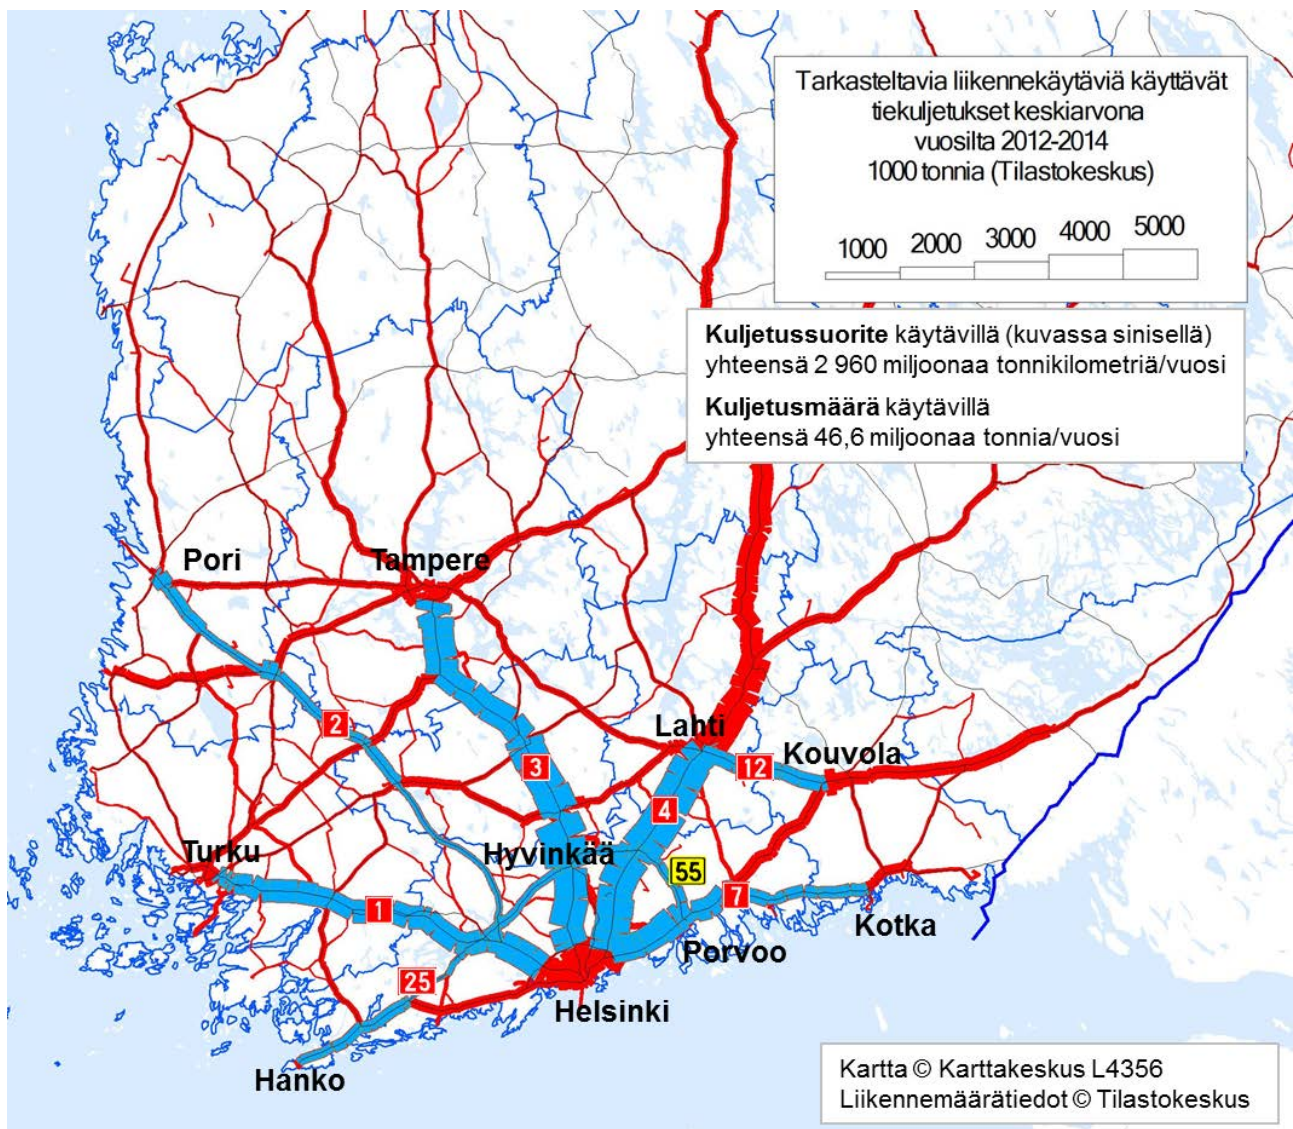 Tarkasteltavia liikennekäytäviä käyttävät
tiekuljetukset keskiarvona
vuosilta 2012-2014
1000 tonnia (Tilastokeskus)
1000 2000 3000 4000 5000
Kuljetussuorite käytävillä (kuvassa sinisellä)
yhteensä 2 960 miljoonaa tonnikilometriä/vuosi
Kuljetusmäärä käytävillä
yhteensä 46,6 miljoonaa tonnia/vuosi
Pori
Tampere
2
Lahti
3
12
Kouvola
4
Turku
Hyvinkää
55
1
7
Kotka
Porvoo
25
Helsinki
Hanko
Kartta © Karttakeskus L4356
Liikennemäärätiedot © Tilastokeskus